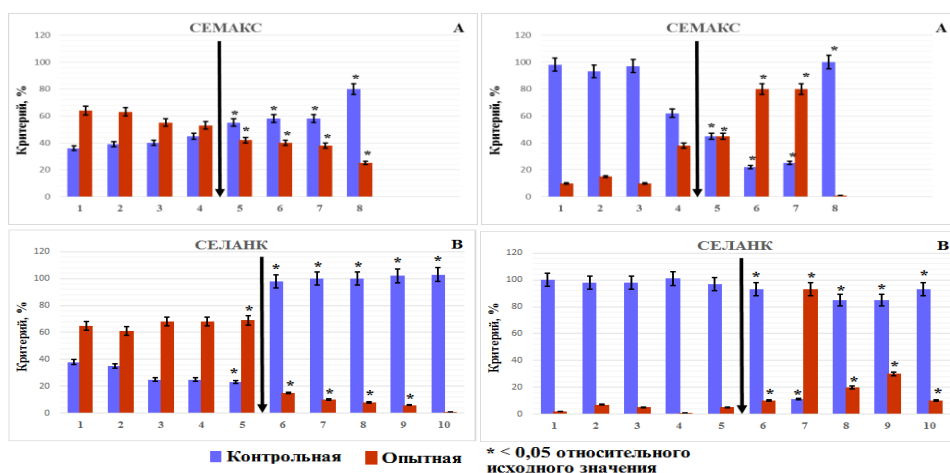 СЕМАКС А
Критерий, %
120
100
80
60
40
20
0
1 2 3 4 5 6 7 8
* * * * * * * *
СЕМАКС А
Критерий, %
120
100
80
60
40
20
0
1 2 3 4 5 6 7 8
* * * * * * *
СЕЛАНК В
Критерий, %
120
100
80
60
40
20
0
1 2 3 4 5 6 7 8 9 10
* * * * * * * * * * *
СЕЛАНК В
Критерий, %
120
100
80
60
40
20
0
1 2 3 4 5 6 7 8 9 10
* * * * * * * * * *
Контрольная Опытная
* < 0,05 относительного
исходного значения